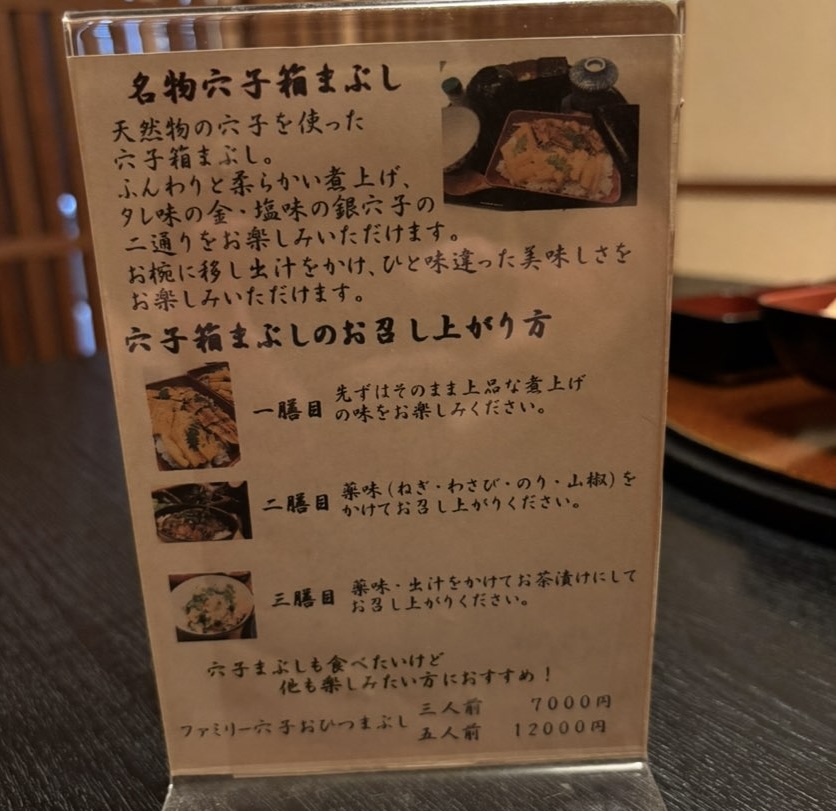 名物穴子箱まぶし
天然物の穴子を使った
穴子箱まぶし。
ふんわりと柔らかい煮上げ、
タレ味の金・塩味の銀穴子の
二通りをお楽しみいただけます。
お椀に移し出汁をかけ、ひと味違った美味しさを
お楽しみいただけます。
穴子箱まぶしのお召し上がり方
一膳目
先ずはそのまま上品な煮上げ
の味をお楽しみください。
二膳目
薬味(ねぎ・わさび・のり・山椒)を
かけてお召し上がりください。
三膳目
薬味・出汁をかけてお茶漬けにして
お召し上がりください。
穴子まぶしも食べたいけど
他も楽しみたい方におすすめ!
ファミリー穴子おひつまぶし
三人前 7000円
五人前 12000円